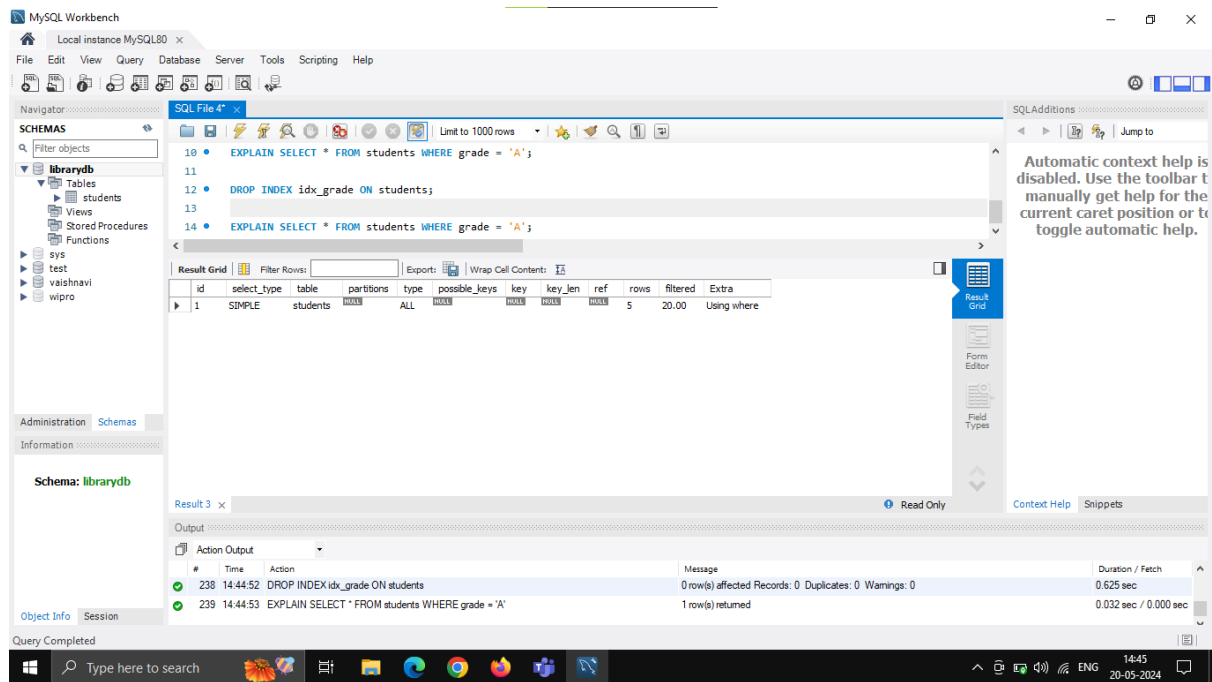 MySQL Workbench
Local instance MySQL80 ×
File Edit View Query Database Server Tools Scripting Help
Navigator
SCHEMAS
Filter objects
librarydb
Tables
students
Views
Stored Procedures
Functions
sys
test
vaishnavi
wipro
Administration Schemas
Information
Schema: librarydb
Object Info Session
SQL File 4* ×
Limit to 1000 rows
10 EXPLAIN SELECT * FROM students WHERE grade = 'A';
11
12 DROP INDEX idx_grade ON students;
13
14 EXPLAIN SELECT * FROM students WHERE grade = 'A';
Result Grid Filter Rows: Export: Wrap Cell Content:
id select_type table partitions type possible_keys key key_len ref rows filtered Extra
1 SIMPLE students NULL ALL NULL NULL NULL NULL 5 20.00 Using where
Result Grid
Form Editor
Field Types
Result 3 × Read Only
SQLAdditions
Jump to
Automatic context help is
disabled. Use the toolbar t
manually get help for the
current caret position or to
toggle automatic help.
Context Help Snippets
Output
Action Output
# Time Action Message Duration / Fetch
238 14:44:52 DROP INDEX idx_grade ON students 0 row(s) affected Records: 0 Duplicates: 0 Warnings: 0 0.625 sec
239 14:44:53 EXPLAIN SELECT * FROM students WHERE grade = 'A' 1 row(s) returned 0.032 sec / 0.000 sec
Query Completed
Type here to search
ENG
14:45
20-05-2024